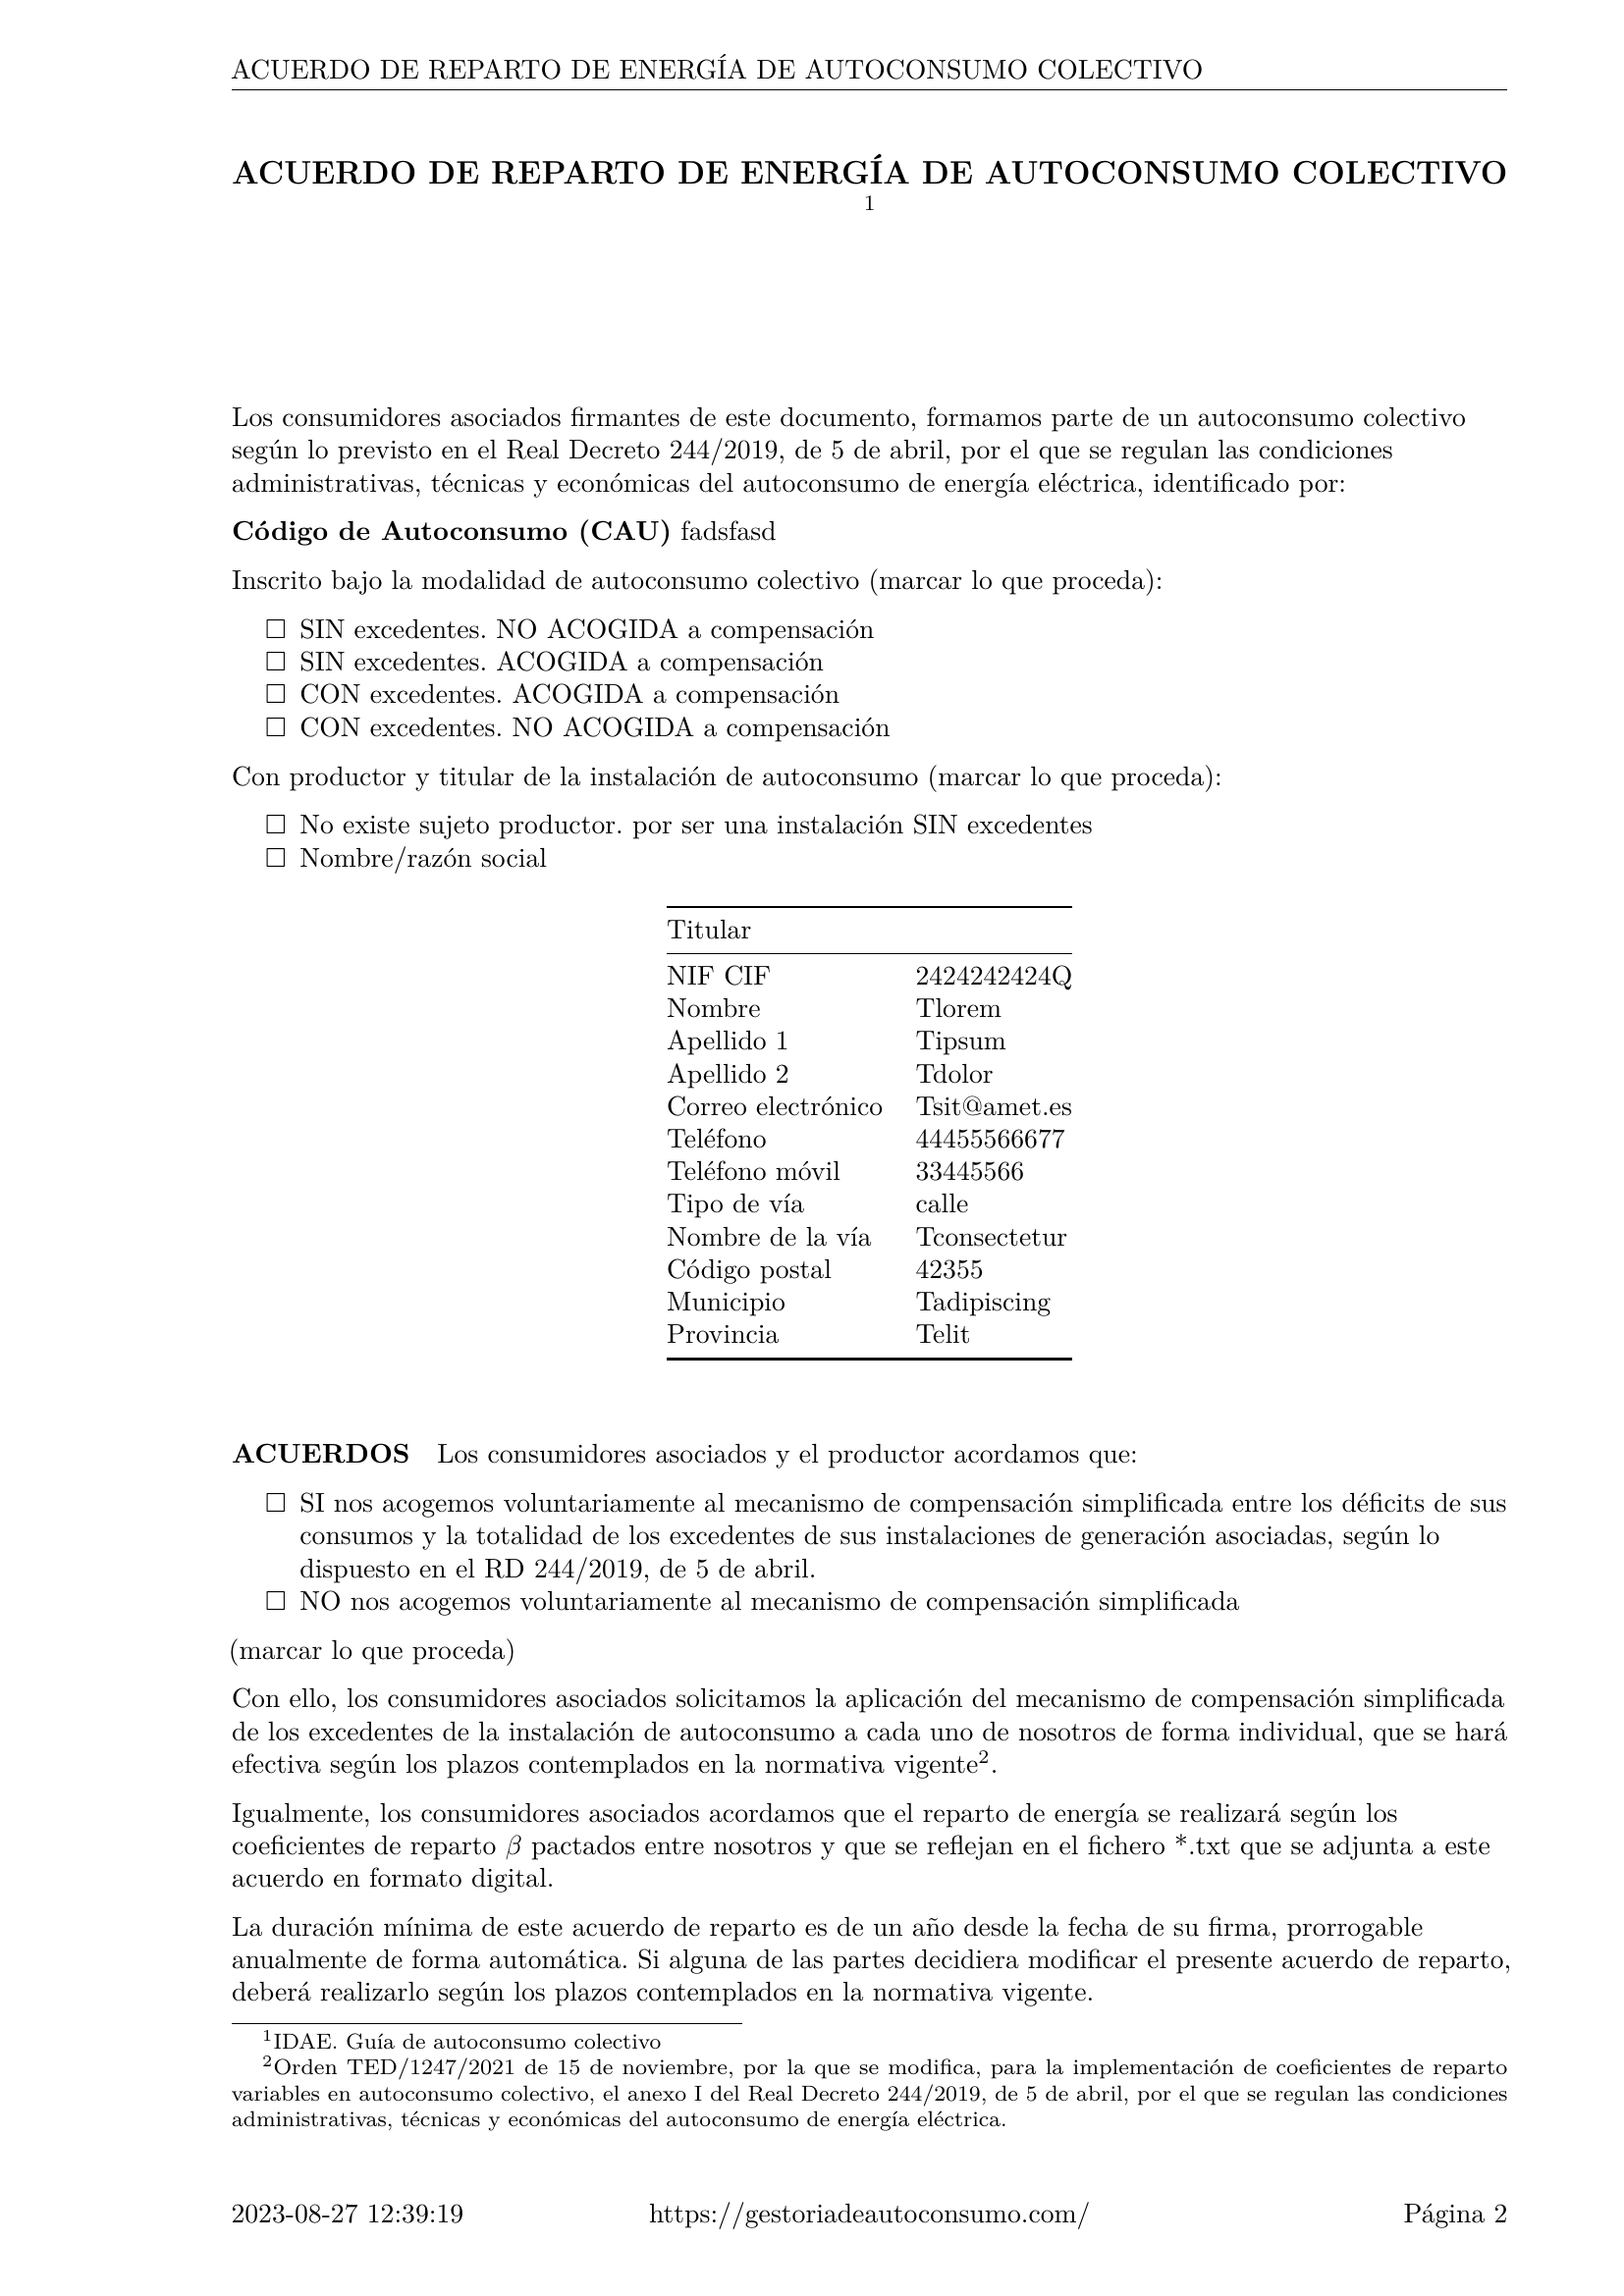 ACUERDO DE REPARTO DE ENERGÍA DE AUTOCONSUMO COLECTIVO
ACUERDO DE REPARTO DE ENERGÍA DE AUTOCONSUMO COLECTIVO
1
Los consumidores asociados firmantes de este documento, formamos parte de un autoconsumo colectivo
según lo previsto en el Real Decreto 244/2019, de 5 de abril, por el que se regulan las condiciones
administrativas, técnicas y económicas del autoconsumo de energía eléctrica, identificado por:
Código de Autoconsumo (CAU) fadsfasd
Inscrito bajo la modalidad de autoconsumo colectivo (marcar lo que proceda):
☐ SIN excedentes. NO ACOGIDA a compensación
☐ SIN excedentes. ACOGIDA a compensación
☐ CON excedentes. ACOGIDA a compensación
☐ CON excedentes. NO ACOGIDA a compensación
Con productor y titular de la instalación de autoconsumo (marcar lo que proceda):
☐ No existe sujeto productor. por ser una instalación SIN excedentes
☐ Nombre/razón social
Titular
NIF CIF 2424242424Q
Nombre Tlorem
Apellido 1 Tipsum
Apellido 2 Tdolor
Correo electrónico Tsit@amet.es
Teléfono 44455566677
Teléfono móvil 33445566
Tipo de vía calle
Nombre de la vía Tconsectetur
Código postal 42355
Municipio Tadipiscing
Provincia Telit
ACUERDOS Los consumidores asociados y el productor acordamos que:
☐ SI nos acogemos voluntariamente al mecanismo de compensación simplificada entre los déficits de sus
consumos y la totalidad de los excedentes de sus instalaciones de generación asociadas, según lo
dispuesto en el RD 244/2019, de 5 de abril.
☐ NO nos acogemos voluntariamente al mecanismo de compensación simplificada
(marcar lo que proceda)
Con ello, los consumidores asociados solicitamos la aplicación del mecanismo de compensación simplificada
de los excedentes de la instalación de autoconsumo a cada uno de nosotros de forma individual, que se hará
efectiva según los plazos contemplados en la normativa vigente².
Igualmente, los consumidores asociados acordamos que el reparto de energía se realizará según los
coeficientes de reparto β pactados entre nosotros y que se reflejan en el fichero *.txt que se adjunta a este
acuerdo en formato digital.
La duración mínima de este acuerdo de reparto es de un año desde la fecha de su firma, prorrogable
anualmente de forma automática. Si alguna de las partes decidiera modificar el presente acuerdo de reparto,
deberá realizarlo según los plazos contemplados en la normativa vigente.
¹IDAE. Guía de autoconsumo colectivo
²Orden TED/1247/2021 de 15 de noviembre, por la que se modifica, para la implementación de coeficientes de reparto
variables en autoconsumo colectivo, el anexo I del Real Decreto 244/2019, de 5 de abril, por el que se regulan las condiciones
administrativas, técnicas y económicas del autoconsumo de energía eléctrica.
2023-08-27 12:39:19 https://gestoriadeautoconsumo.com/ Página 2